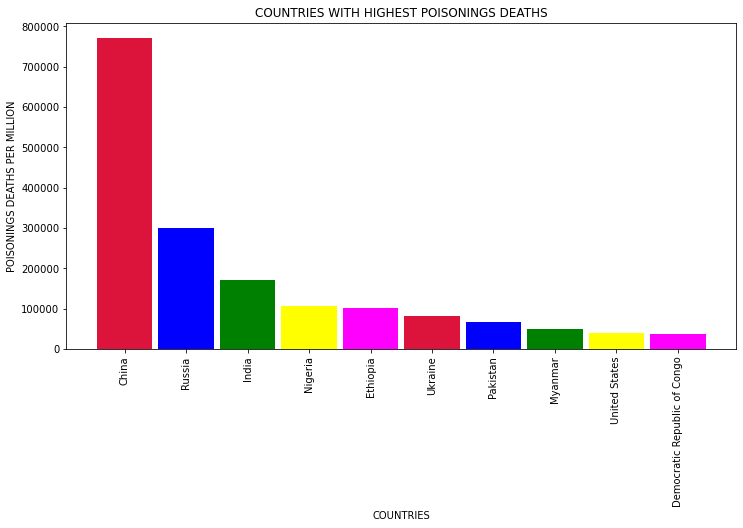 COUNTRIES WITH HIGHEST POISONINGS DEATHS
POISONINGS DEATHS PER MILLION
800000
700000
600000
500000
400000
300000
200000
100000
0
China
Russia
India
Nigeria
Ethiopia
Ukraine
Pakistan
Myanmar
United States
Democratic Republic of Congo
COUNTRIES